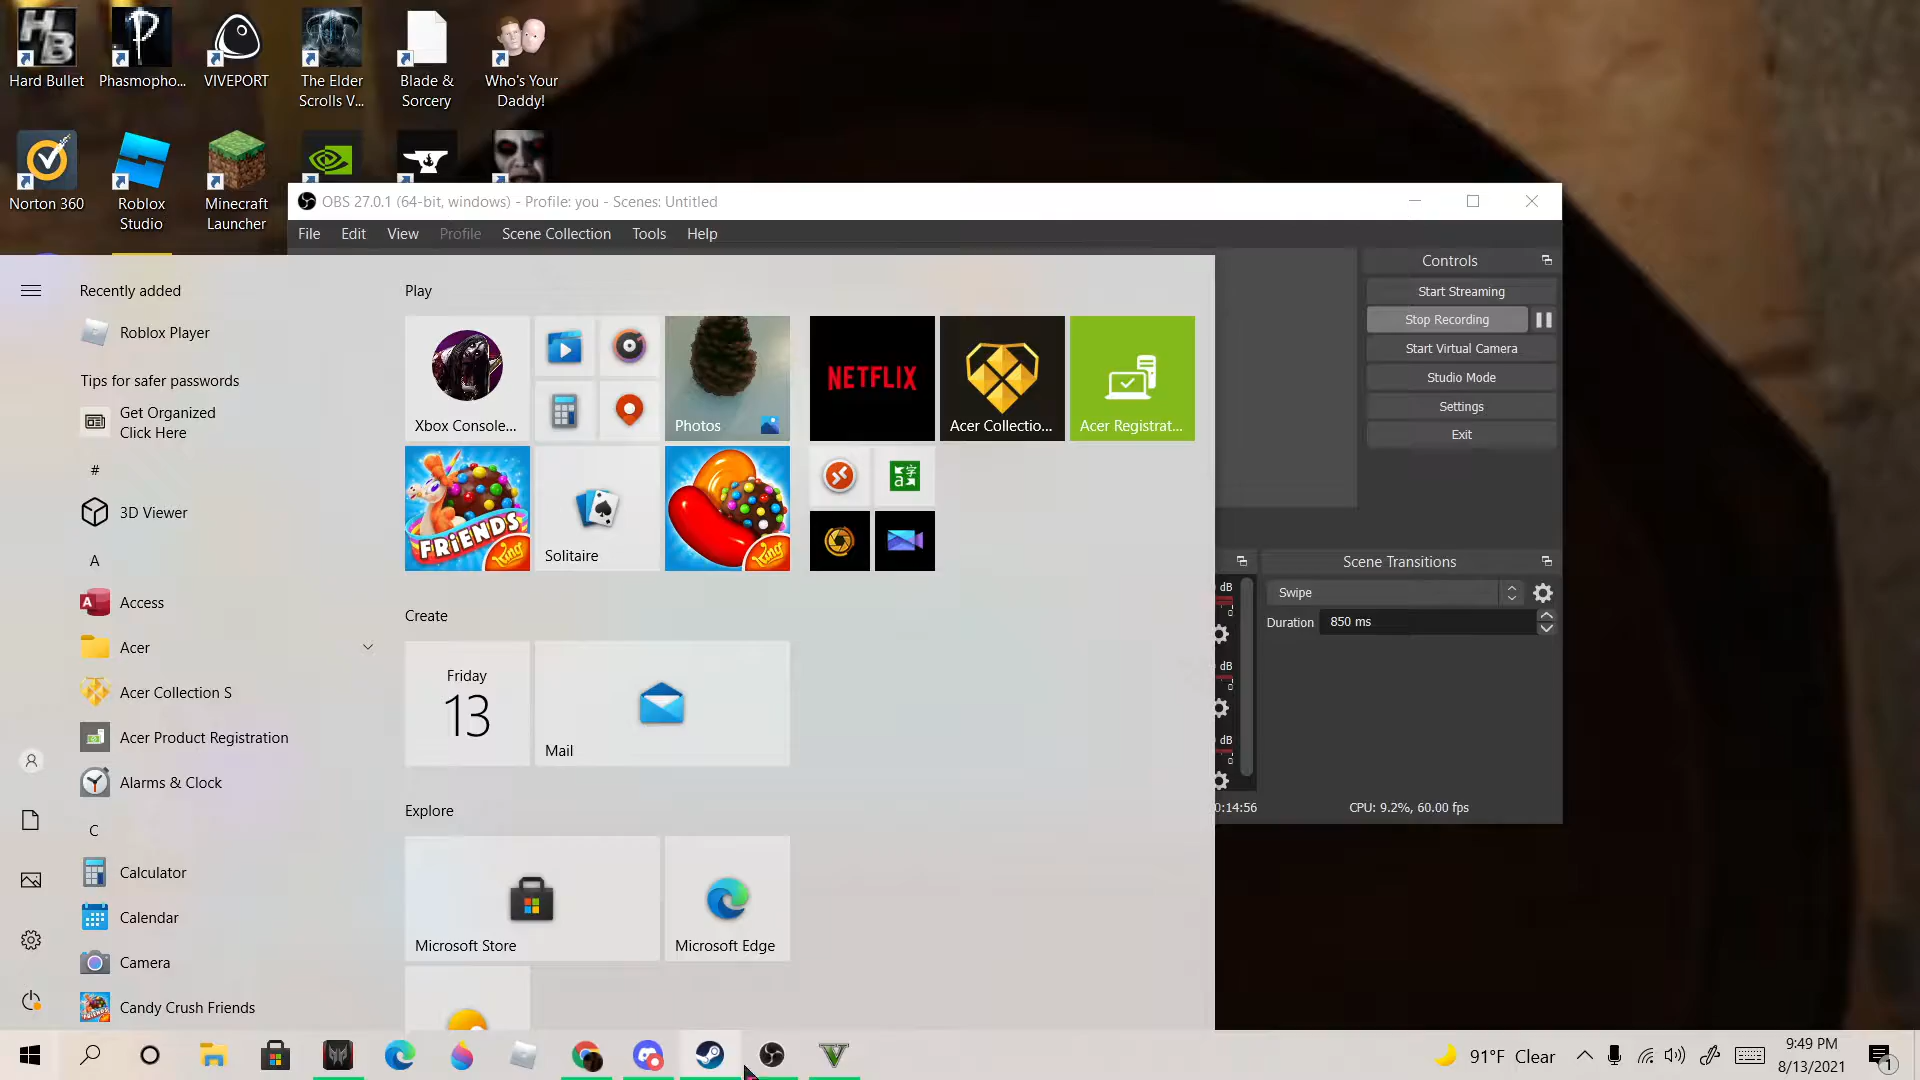 Hard Bullet
Phasmopho...
VIVEPORT
The Elder
Scrolls V...
Blade &
Sorcery
Who's Your
Daddy!
Norton 360
Roblox
Studio
Minecraft
Launcher
OBS 27.0.1 (64-bit, windows) - Profile: you - Scenes: Untitled
File Edit View Profile Scene Collection Tools Help
Controls
Start Streaming
Stop Recording
Start Virtual Camera
Studio Mode
Settings
Exit
Scene Transitions
Swipe
Duration 850 ms
dB
0
dB
0
dB
0
0:14:56
CPU: 9.2%, 60.00 fps
Recently added
Roblox Player
Tips for safer passwords
Get Organized
Click Here
#
3D Viewer
A
Access
Acer
Acer Collection S
Acer Product Registration
Alarms & Clock
C
Calculator
Calendar
Camera
Candy Crush Friends
Play
Xbox Console...
Photos
NETFLIX
Acer Collectio...
Acer Registrat...
FRIENDS
King
Solitaire
King
Create
Friday
13
Mail
Explore
Microsoft Store
Microsoft Edge
91°F Clear
9:49 PM
8/13/2021
1